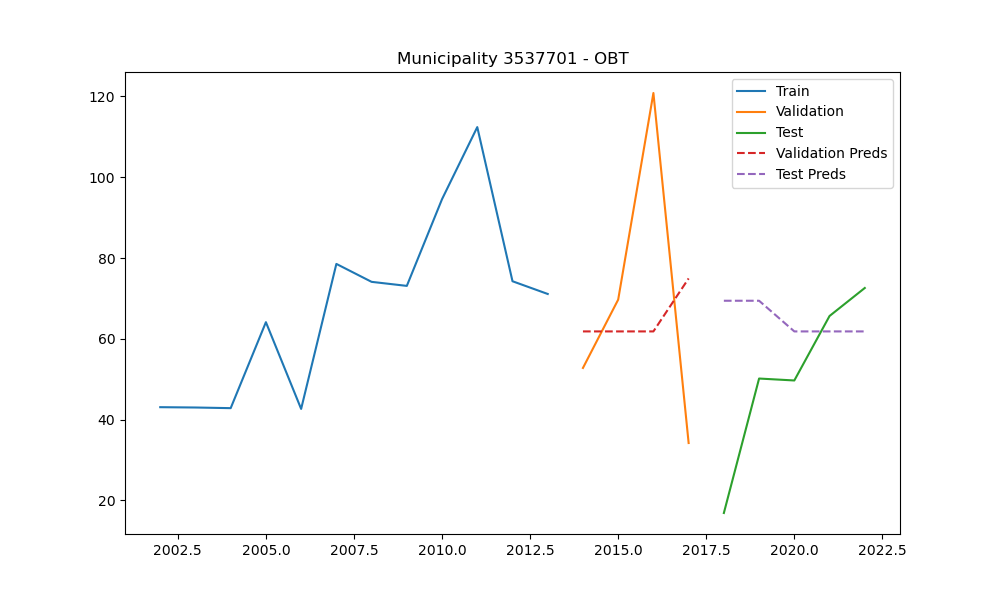 Municipality 3537701 - OBT
120
100
80
60
40
20
2002.5 2005.0 2007.5 2010.0 2012.5 2015.0 2017.5 2020.0 2022.5
Train
Validation
Test
Validation Preds
Test Preds